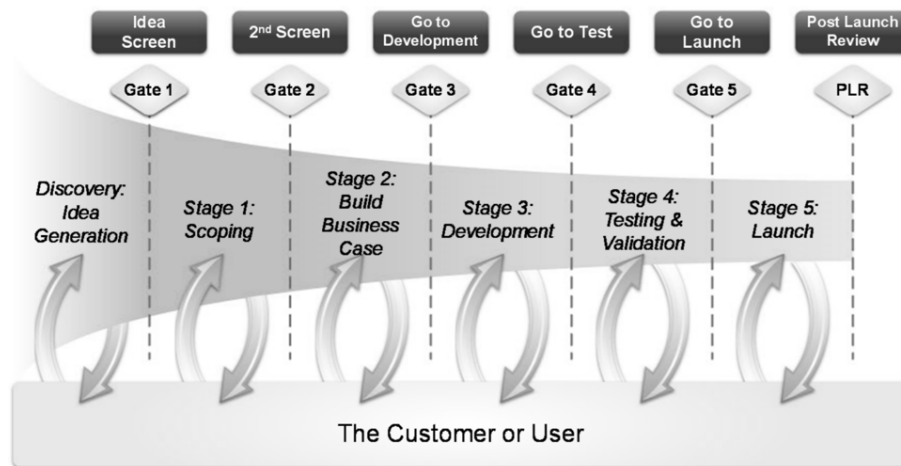 Idea
Screen
2nd Screen
Go to
Development
Go to Test
Go to
Launch
Post Launch
Review
Gate 1
Gate 2
Gate 3
Gate 4
Gate 5
PLR
Discovery:
Idea
Generation
Stage 1:
Scoping
Stage 2:
Build
Business
Case
Stage 3:
Development
Stage 4:
Testing &
Validation
Stage 5:
Launch
The Customer or User